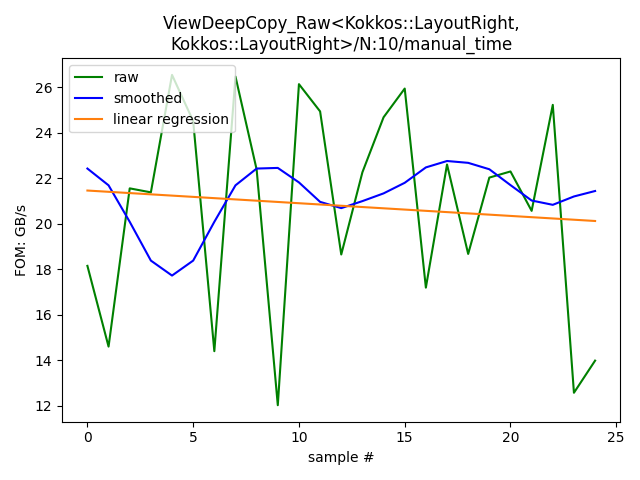 ViewDeepCopy_Raw<Kokkos::LayoutRight,
Kokkos::LayoutRight>/N:10/manual_time
raw
smoothed
linear regression
FOM: GB/s
26
24
22
20
18
16
14
12
0
5
10
15
20
25
sample #